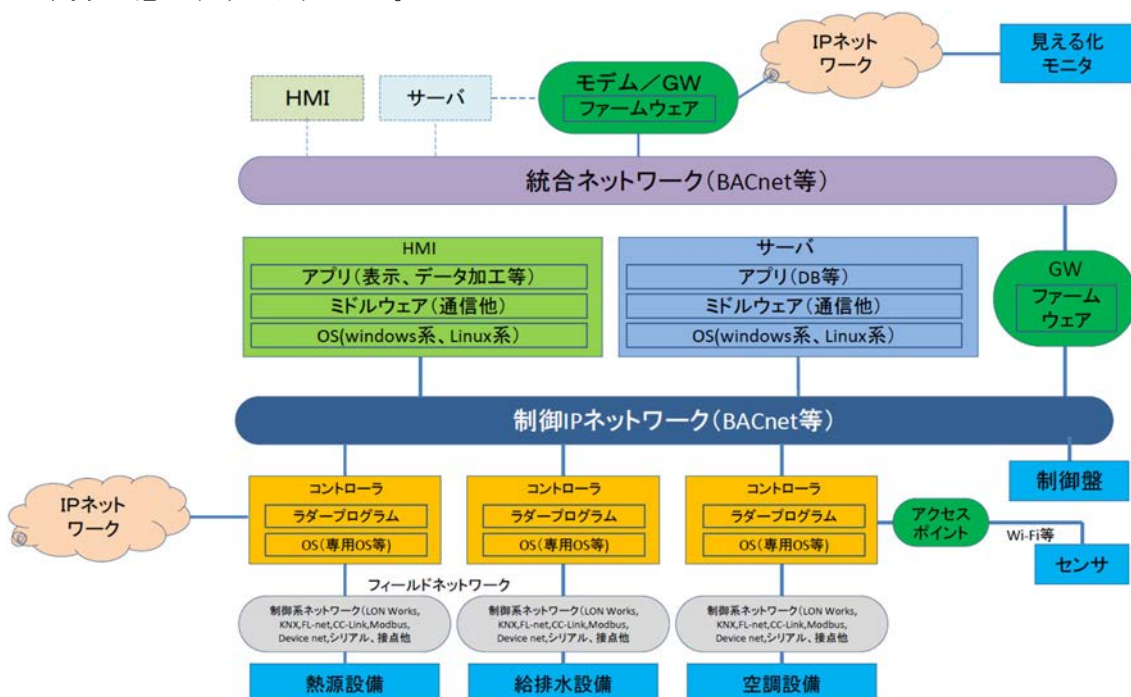 IPネット
ワーク
見える化
モニタ
HMI
サーバ
モデム／GW
ファームウェア
統合ネットワーク（BACnet等）
HMI
アプリ（表示、データ加工等）
ミドルウェア（通信他）
OS(windows系、Linux系）
サーバ
アプリ（DB等）
ミドルウェア（通信他）
OS(windows系、Linux系）
GW
ファーム
ウェア
制御IPネットワーク（BACnet等）
IPネット
ワーク
コントローラ
ラダープログラム
OS（専用OS等)
コントローラ
ラダープログラム
OS（専用OS等)
コントローラ
ラダープログラム
OS（専用OS等)
アクセス
ポイント
Wi-Fi等
制御盤
センサ
フィールドネットワーク
制御系ネットワーク（LON Works,
KNX,FL-net,CC-Link,Modbus,
Device net,シリアル、接点他
制御系ネットワーク（LON Works,
KNX,FL-net,CC-Link,Modbus,
Device net,シリアル、接点他
制御系ネットワーク（LON Works,
KNX,FL-net,CC-Link,Modbus,
Device net,シリアル、接点他
熱源設備
給排水設備
空調設備